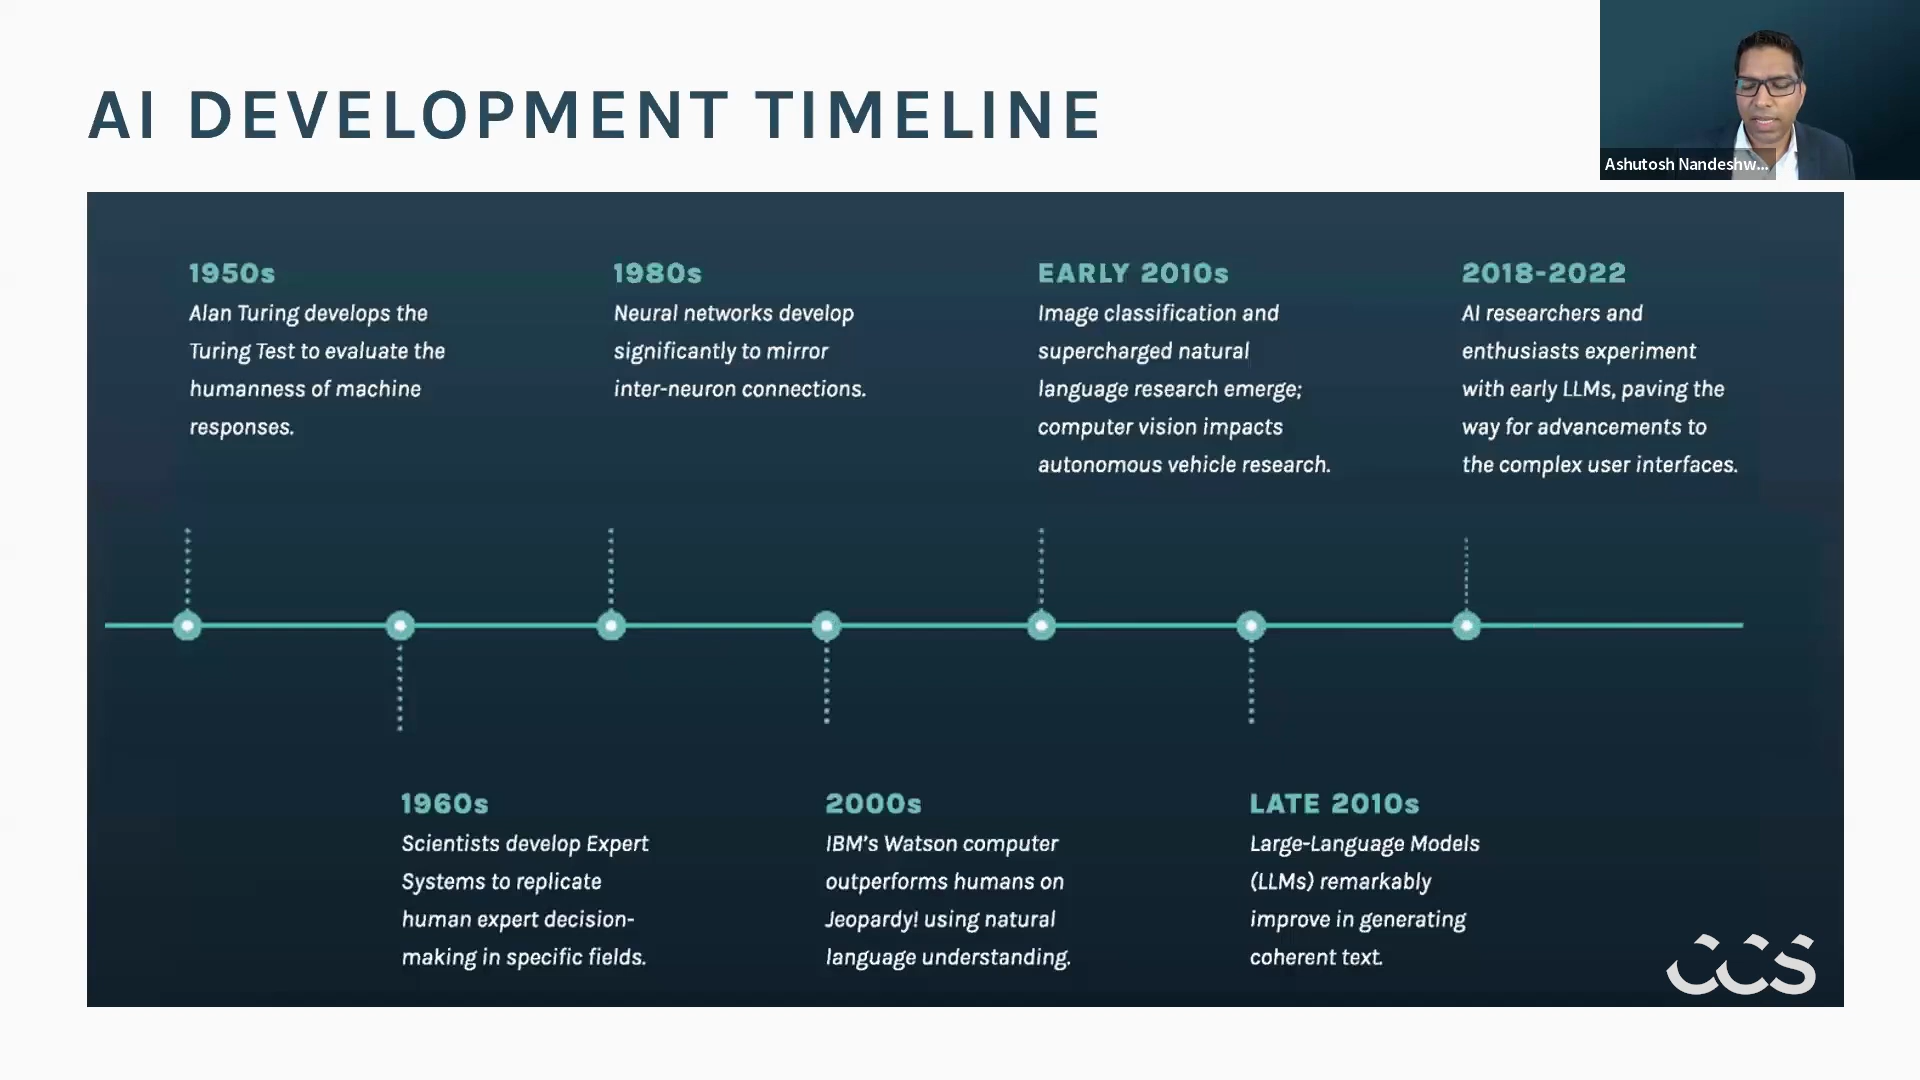 AI DEVELOPMENT TIMELINE
Ashutosh Nandeshw...
1950s
Alan Turing develops the
Turing Test to evaluate the
humanness of machine
responses.
1980s
Neural networks develop
significantly to mirror
inter-neuron connections.
EARLY 2010s
Image classification and
supercharged natural
language research emerge;
computer vision impacts
autonomous vehicle research.
2018-2022
AI researchers and
enthusiasts experiment
with early LLMs, paving the
way for advancements to
the complex user interfaces.
1960s
Scientists develop Expert
Systems to replicate
human expert decision-
making in specific fields.
2000s
IBM’s Watson computer
outperforms humans on
Jeopardy! using natural
language understanding.
LATE 2010s
Large-Language Models
(LLMs) remarkably
improve in generating
coherent text.
CCS